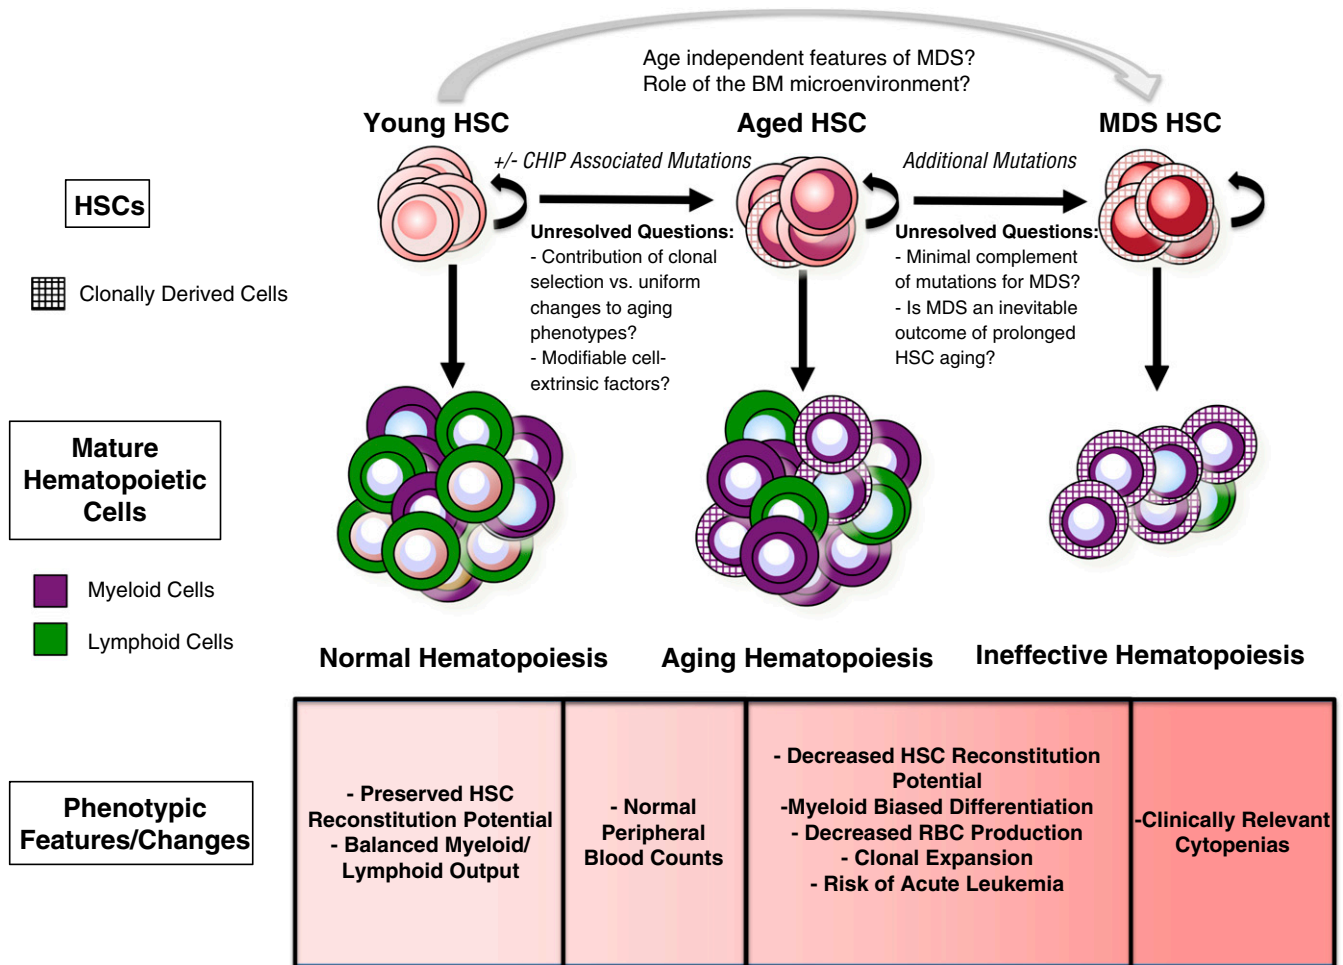 Age independent features of MDS?
Role of the BM microenvironment?
Young HSC
Aged HSC
MDS HSC
+/- CHIP Associated Mutations
Additional Mutations
HSCs
Clonally Derived Cells
Unresolved Questions:
- Contribution of clonal
selection vs. uniform
changes to aging
phenotypes?
- Modifiable cell-
extrinsic factors?
Unresolved Questions:
- Minimal complement
of mutations for MDS?
- Is MDS an inevitable
outcome of prolonged
HSC aging?
Mature
Hematopoietic
Cells
Myeloid Cells
Lymphoid Cells
Normal Hematopoiesis
Aging Hematopoiesis
Ineffective Hematopoiesis
Phenotypic
Features/Changes
- Preserved HSC
Reconstitution Potential
- Balanced Myeloid/
Lymphoid Output
- Normal
Peripheral
Blood Counts
- Decreased HSC Reconstitution
Potential
-Myeloid Biased Differentiation
- Decreased RBC Production
- Clonal Expansion
- Risk of Acute Leukemia
-Clinically Relevant
Cytopenias